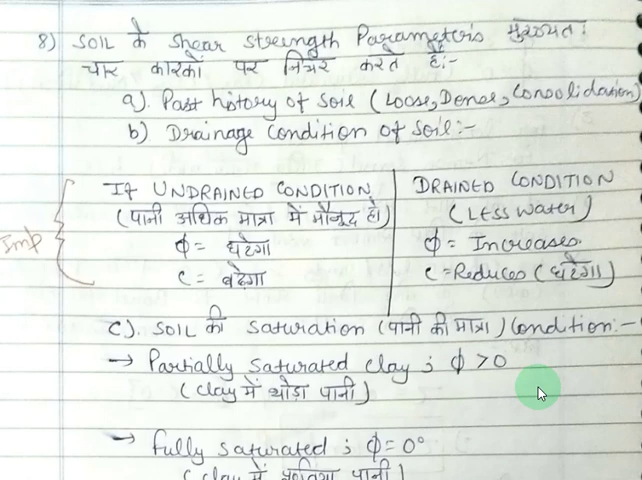 8) SOIL के Shear Strength Parameters मुख्यतः
चार कारकों पर निर्भर करते हैं:-
a). Past history of Soil (Loose, Dense, Consolidation)
b) Drainage Condition of Soil:-
Imp
If UNDRAINED CONDITION
(पानी अधिक मात्रा में मौजूद हो)
ϕ = घटेगा
c = बढेगा
DRAINED CONDITION
(LESS Water)
ϕ = Increases.
c = Reduces (घटेगा)
c). SOIL की Saturation (पानी की मात्रा) Condition:-
→ Partially Saturated Clay ; ϕ > 0
(Clay में थोड़ा पानी)
→ Fully Saturated ; ϕ = 0°
(Clay में पानी)